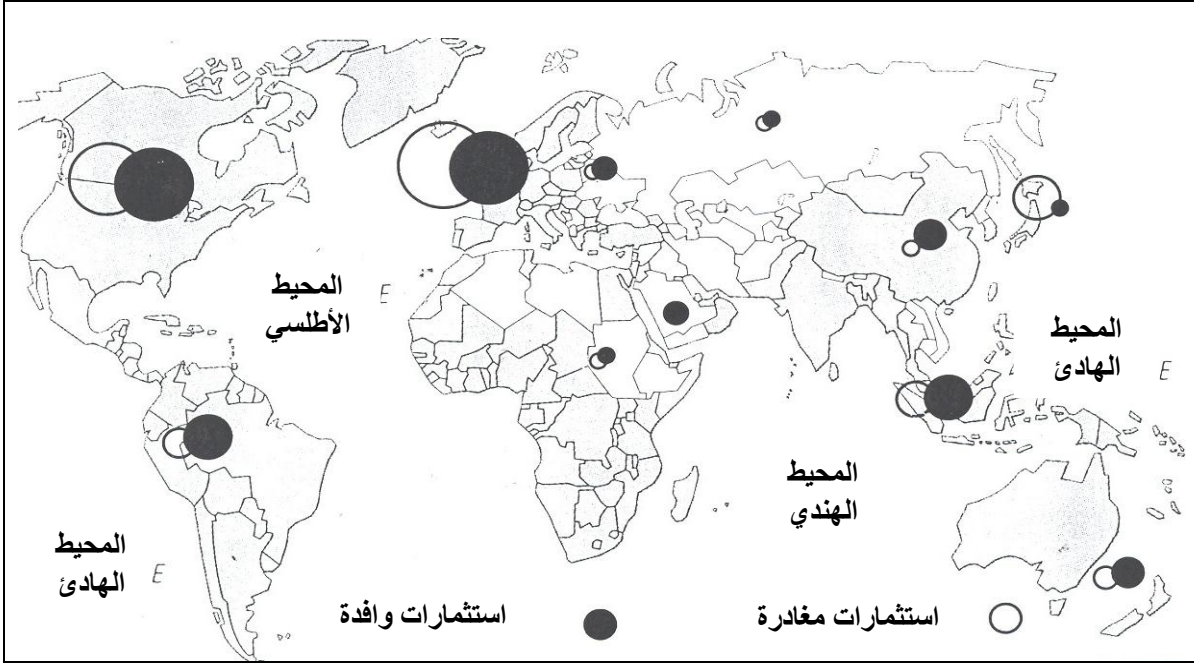 المحيط
الأطلسي
E
المحيط
الهادئ
E
المحيط
الهندي
المحيط
الهادئ
E
استثمارات مغادرة
استثمارات وافدة